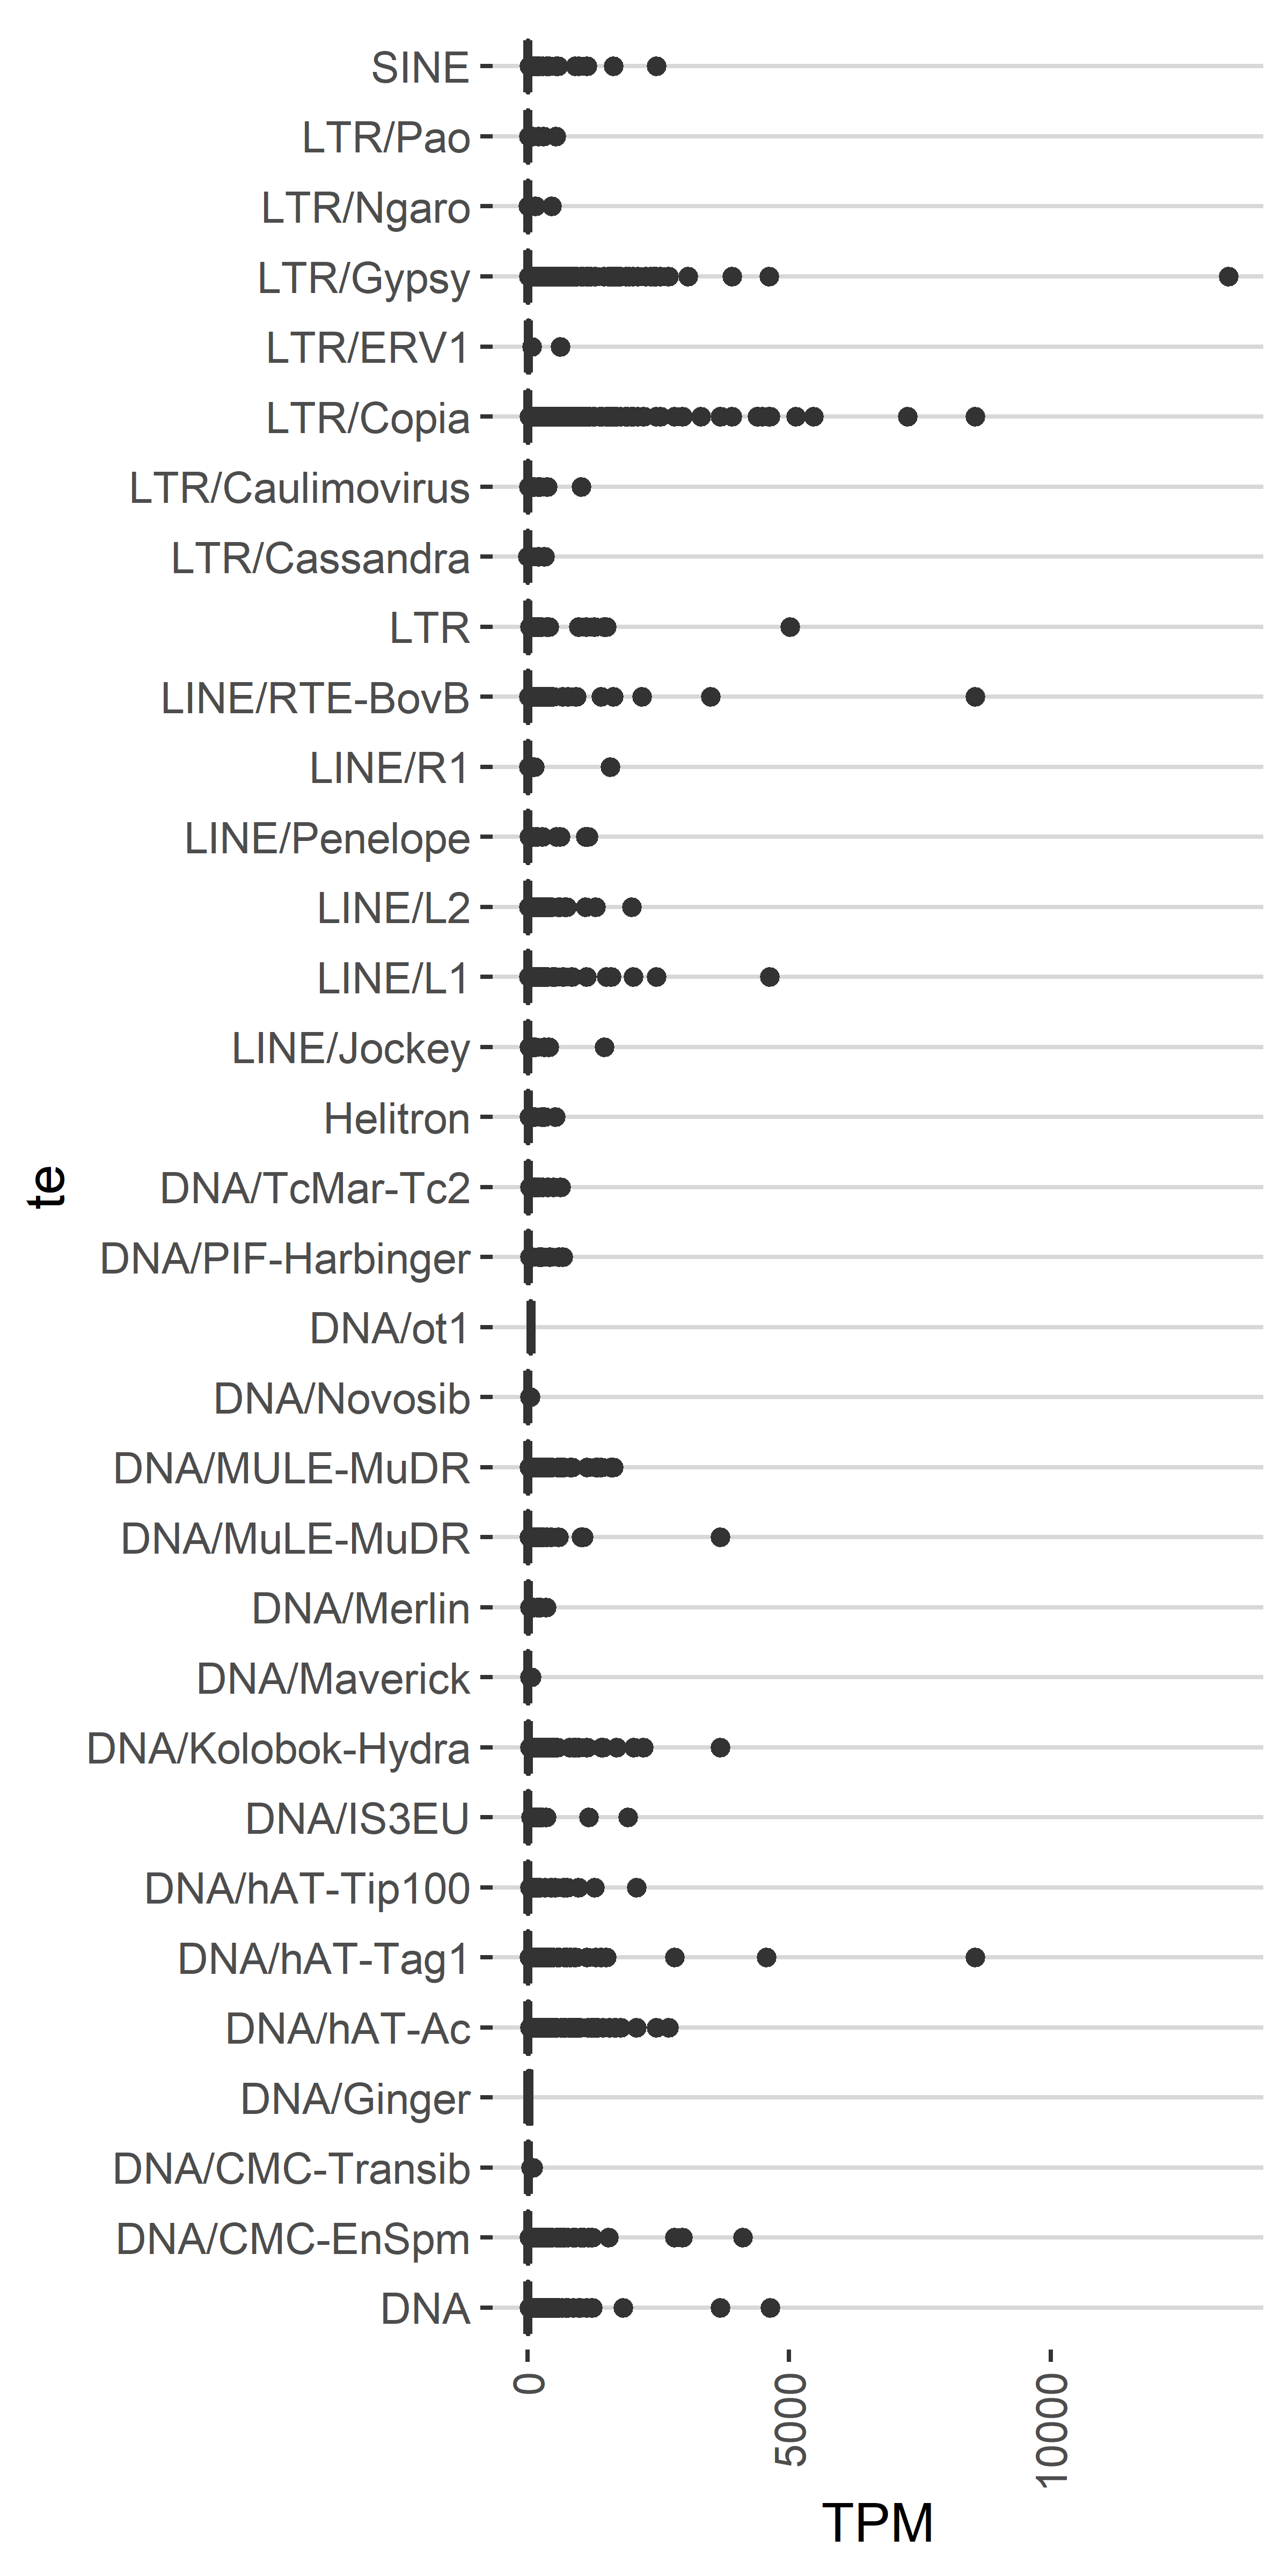 SINE
LTR/Pao
LTR/Ngaro
LTR/Gypsy
LTR/ERV1
LTR/Copia
LTR/Caulimovirus
LTR/Cassandra
LTR
LINE/RTE-BovB
LINE/R1
LINE/Penelope
LINE/L2
LINE/L1
LINE/Jockey
Helitron
te
DNA/TcMar-Tc2
DNA/PIF-Harbinger
DNA/ot1
DNA/Novosib
DNA/MULE-MuDR
DNA/MuLE-MuDR
DNA/Merlin
DNA/Maverick
DNA/Kolobok-Hydra
DNA/IS3EU
DNA/hAT-Tip100
DNA/hAT-Tag1
DNA/hAT-Ac
DNA/Ginger
DNA/CMC-Transib
DNA/CMC-EnSpm
DNA
0
5000
10000
TPM